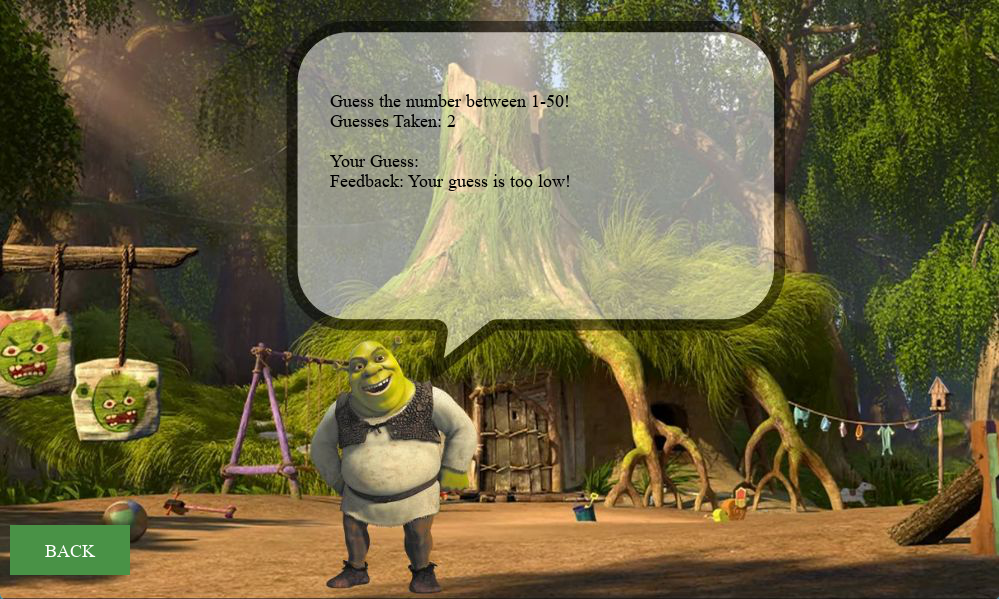 Guess the number between 1-50!
Guesses Taken: 2
Your Guess:
Feedback: Your guess is too low!
BACK